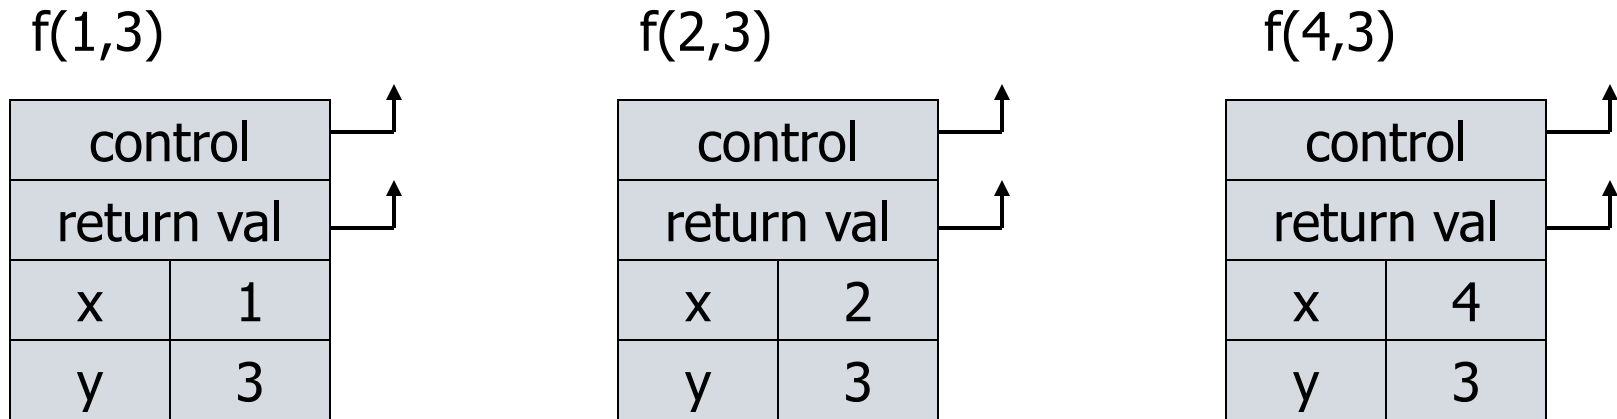 f(1,3) f(2,3) f(4,3)
control control control
return val return val return val
x 1 x 2 x 4
y 3 y 3 y 3